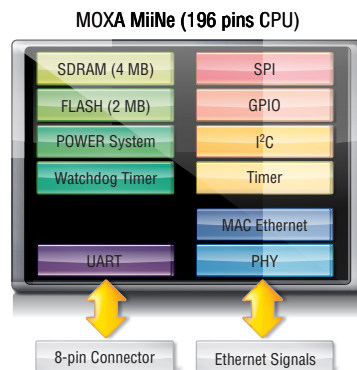 MOXA MiiNe (196 pins CPU)
SDRAM (4 MB)
FLASH (2 MB)
POWER System
Watchdog Timer
UART
SPI
GPIO
I²C
Timer
MAC Ethernet
PHY
8-pin Connector
Ethernet Signals